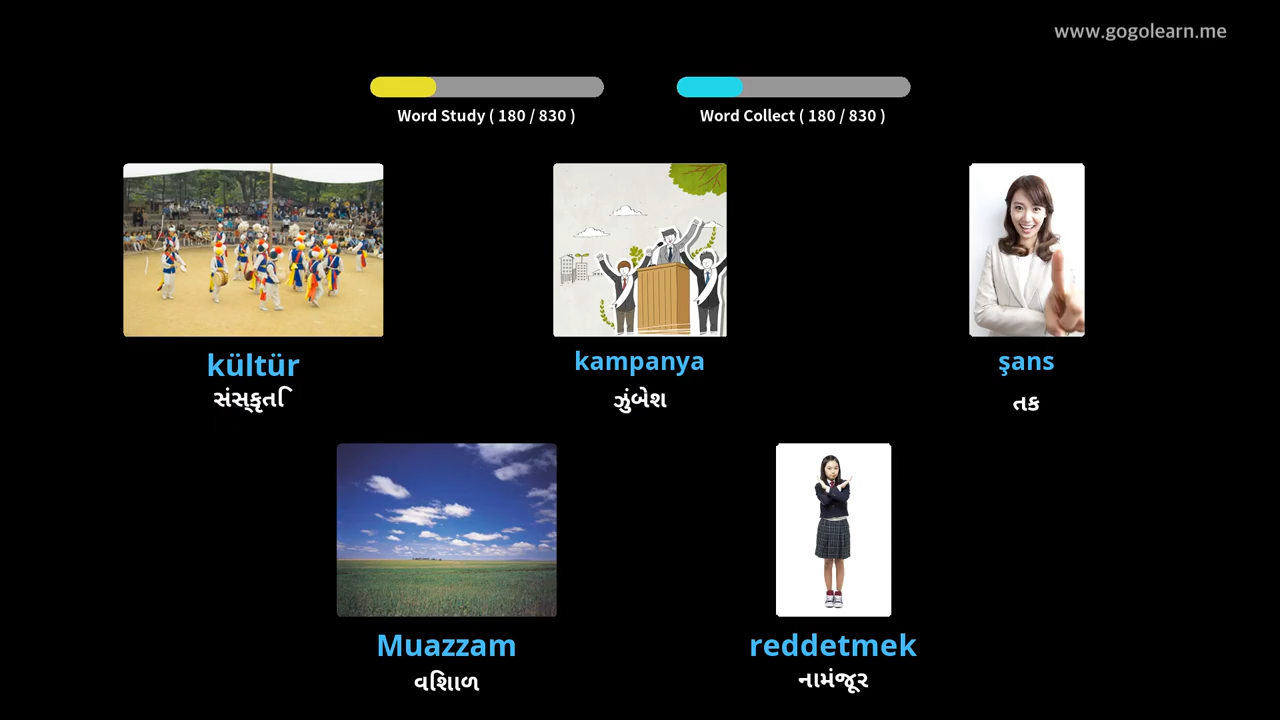 www.gogolearn.me
Word Study ( 180 / 830 )
Word Collect ( 180 / 830 )
kültür
સંસ્કૃતિ
kampanya
ઝુંબેશ
şans
તક
Muazzam
વિશાળ
reddetmek
નામંજૂર